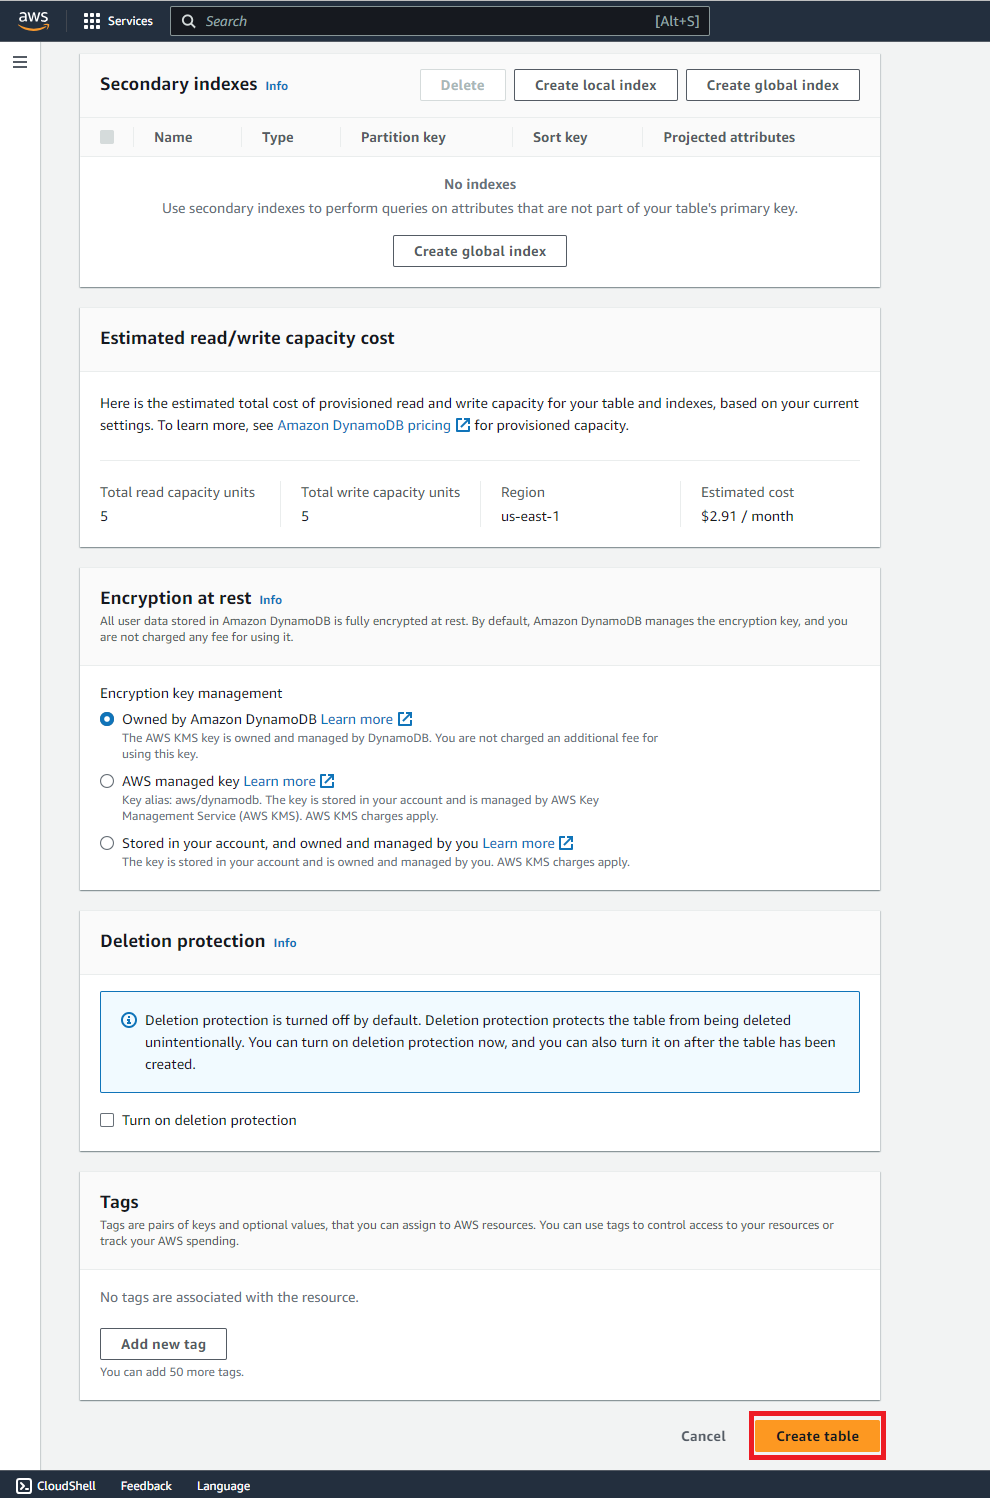 aws Services Search [Alt+S]
Secondary indexes Info Delete Create local index Create global index
Name Type Partition key Sort key Projected attributes
No indexes
Use secondary indexes to perform queries on attributes that are not part of your table's primary key.
Create global index
Estimated read/write capacity cost
Here is the estimated total cost of provisioned read and write capacity for your table and indexes, based on your current
settings. To learn more, see Amazon DynamoDB pricing for provisioned capacity.
Total read capacity units Total write capacity units Region Estimated cost
5 5 us-east-1 $2.91 / month
Encryption at rest Info
All user data stored in Amazon DynamoDB is fully encrypted at rest. By default, Amazon DynamoDB manages the encryption key, and you
are not charged any fee for using it.
Encryption key management
Owned by Amazon DynamoDB Learn more
The AWS KMS key is owned and managed by DynamoDB. You are not charged an additional fee for
using this key.
AWS managed key Learn more
Key alias: aws/dynamodb. The key is stored in your account and is managed by AWS Key
Management Service (AWS KMS). AWS KMS charges apply.
Stored in your account, and owned and managed by you Learn more
The key is stored in your account and is owned and managed by you. AWS KMS charges apply.
Deletion protection Info
Deletion protection is turned off by default. Deletion protection protects the table from being deleted
unintentionally. You can turn on deletion protection now, and you can also turn it on after the table has been
created.
Turn on deletion protection
Tags
Tags are pairs of keys and optional values, that you can assign to AWS resources. You can use tags to control access to your resources or
track your AWS spending.
No tags are associated with the resource.
Add new tag
You can add 50 more tags.
Cancel Create table
CloudShell Feedback Language